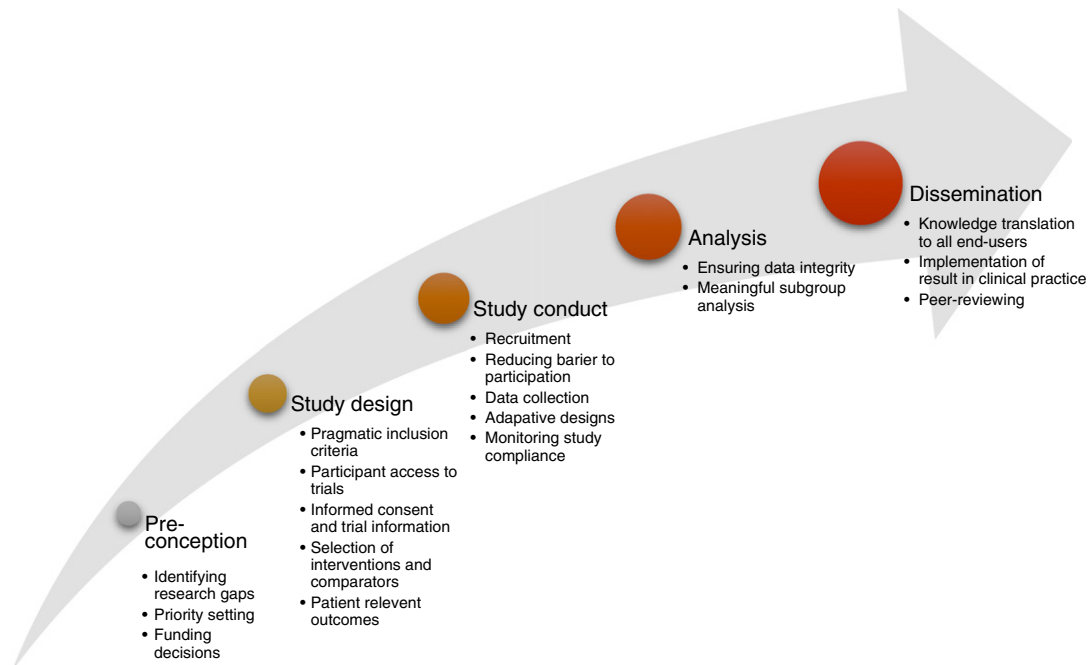 Pre-
conception
• Identifying
research gaps
• Priority setting
• Funding
decisions
Study design
• Pragmatic inclusion
criteria
• Participant access to
trials
• Informed consent
and trial information
• Selection of
interventions and
comparators
• Patient relevent
outcomes
Study conduct
• Recruitment
• Reducing barrier to
participation
• Data collection
• Adapative designs
• Monitoring study
compliance
Analysis
• Ensuring data integrity
• Meaningful subgroup
analysis
Dissemination
• Knowledge translation
to all end-users
• Implementation of
result in clinical practice
• Peer-reviewing